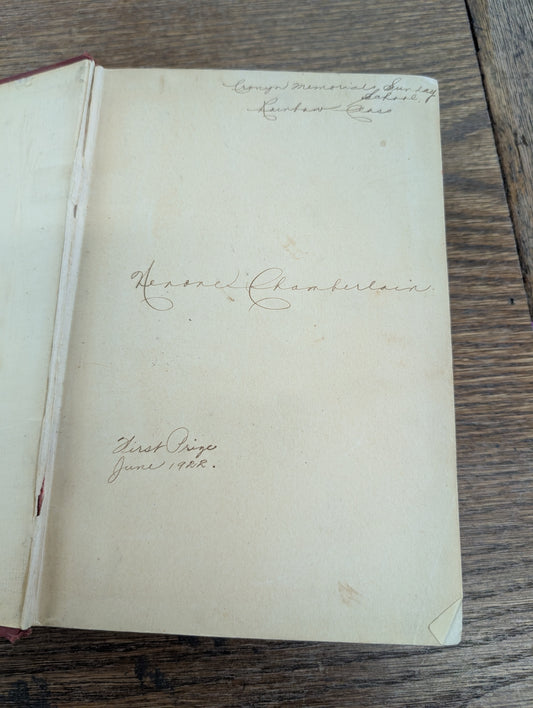 Cronyn Memorial Sunday
School,
Rainbow Class
Chamberlain.
First Prize
June 1922.